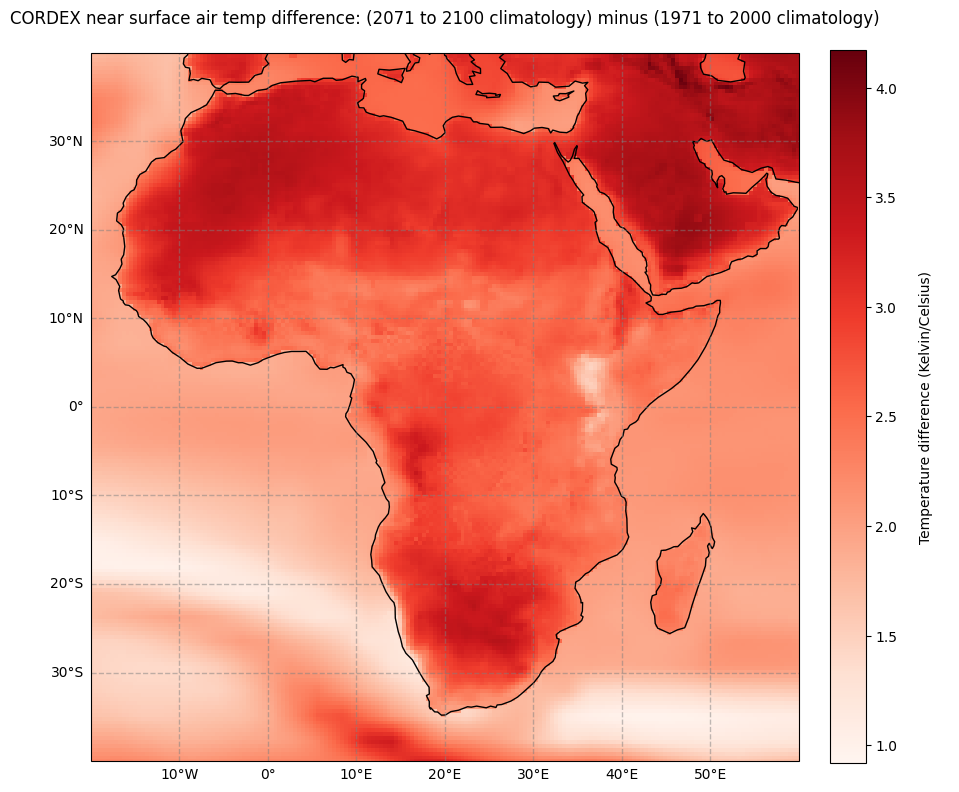 CORDEX near surface air temp difference: (2071 to 2100 climatology) minus (1971 to 2000 climatology)
30°N
20°N
10°N
0°
10°S
20°S
30°S
10°W
0°
10°E
20°E
30°E
40°E
50°E
4.0
3.5
3.0
2.5
2.0
1.5
1.0
Temperature difference (Kelvin/Celsius)